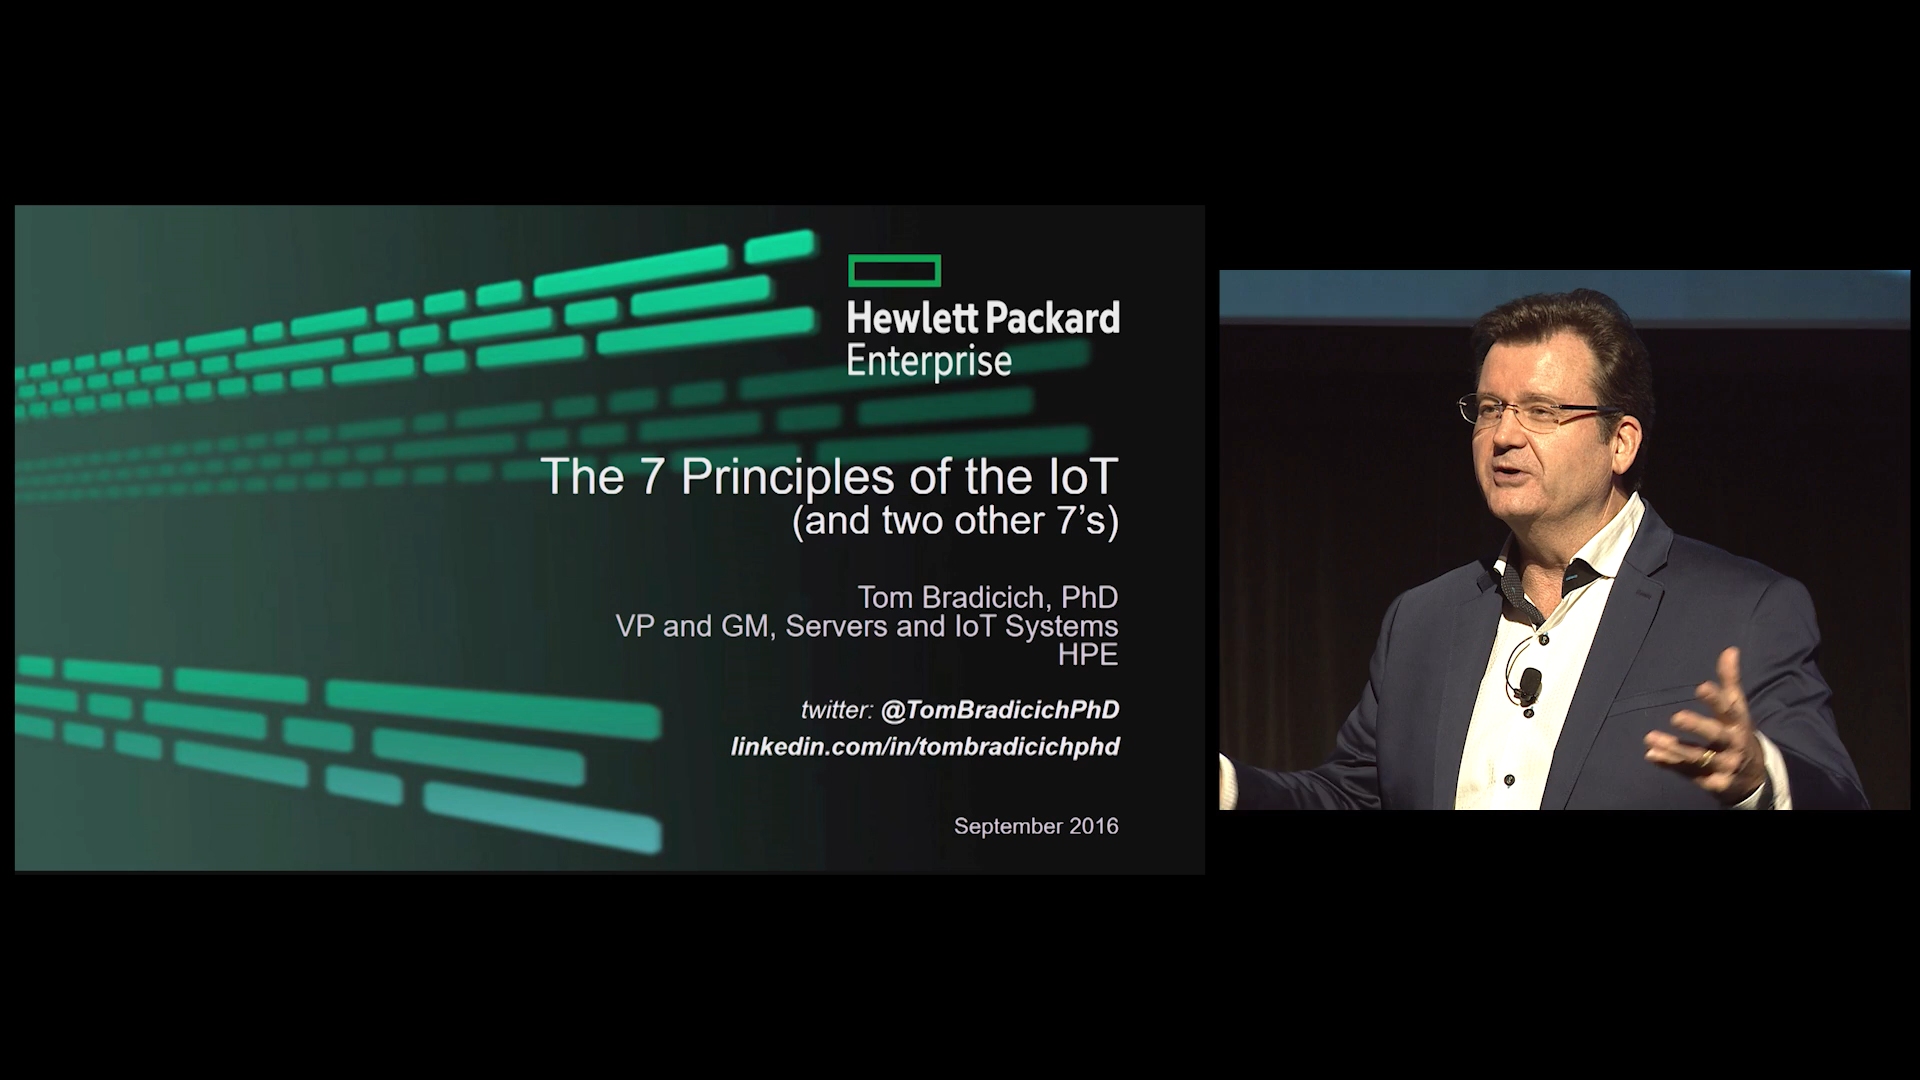 Hewlett Packard
Enterprise
The 7 Principles of the IoT
(and two other 7's)
Tom Bradicich, PhD
VP and GM, Servers and IoT Systems
HPE
twitter: @TomBradicichPhD
linkedin.com/in/tombradicichphd
September 2016